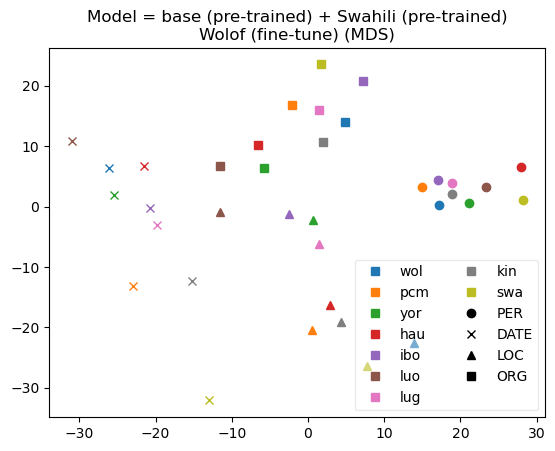 Model = base (pre-trained) + Swahili (pre-trained)
Wolof (fine-tune) (MDS)
20
10
0
−10
−20
−30
−30
−20
−10
0
10
20
30
wol
pcm
yor
hau
ibo
luo
lug
kin
swa
PER
DATE
LOC
ORG